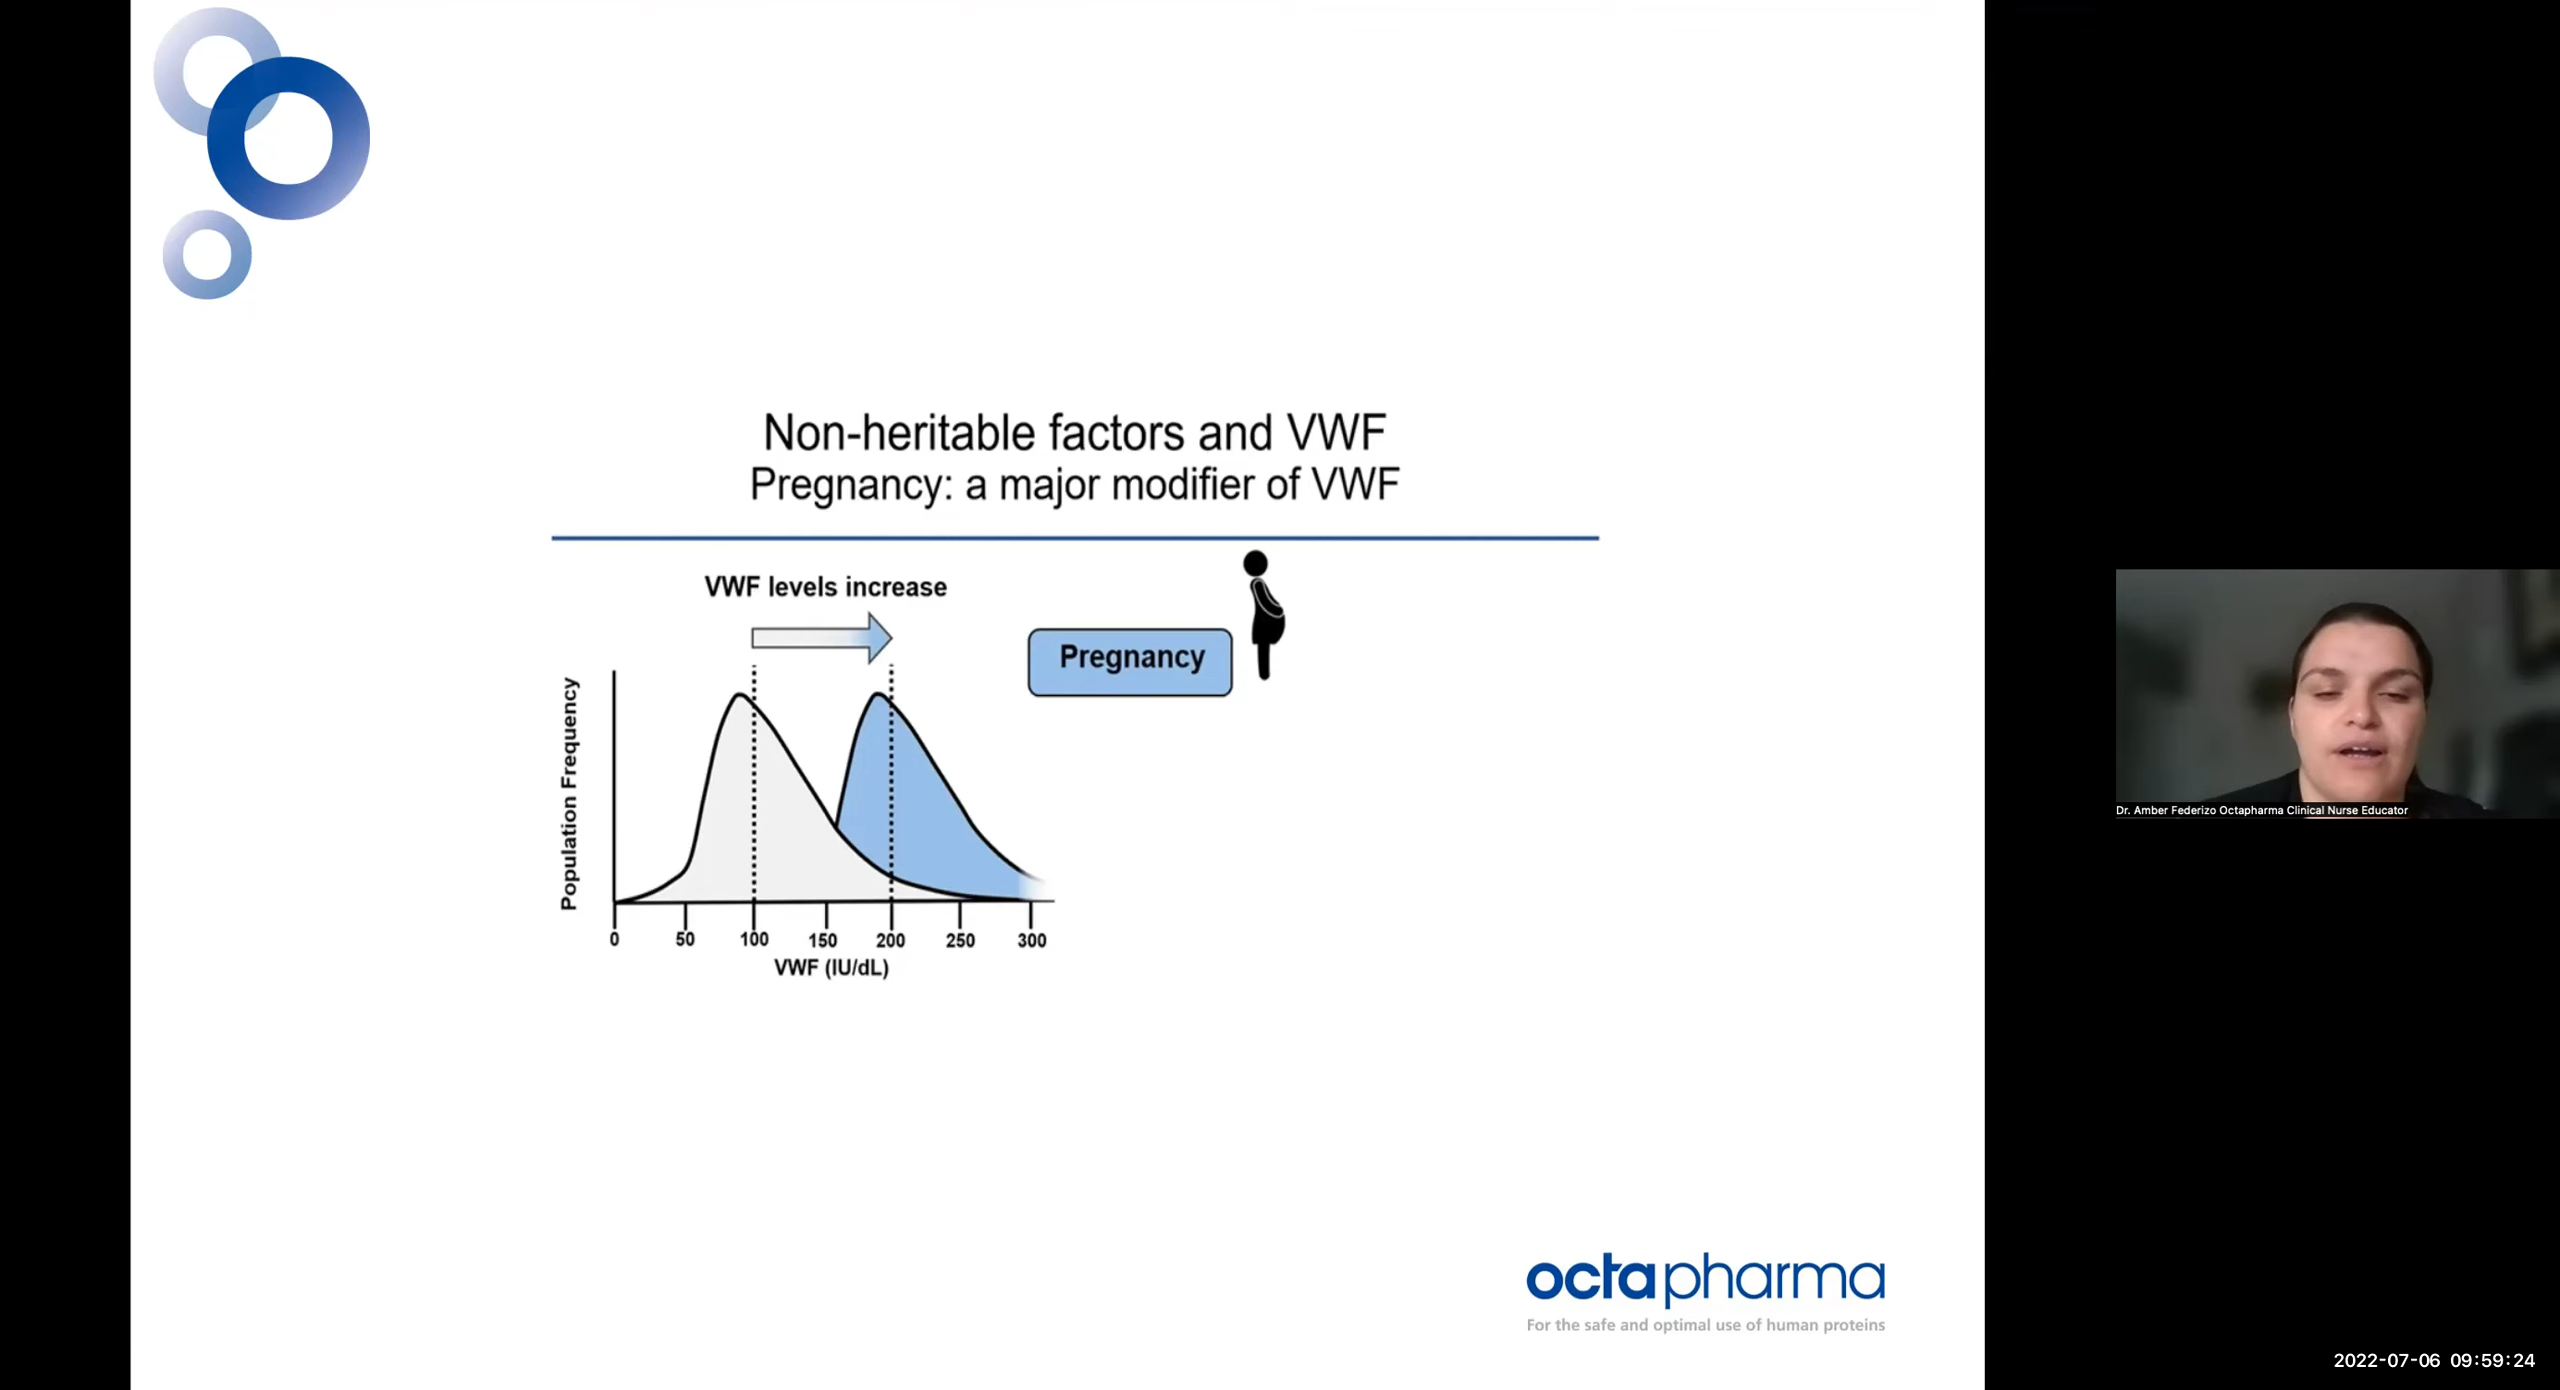 Non-heritable factors and VWF
Pregnancy: a major modifier of VWF
VWF levels increase
Pregnancy
Population Frequency
0 50 100 150 200 250 300
VWF (IU/dL)
Dr. Amber Federizo Octapharma Clinical Nurse Educator
octapharma
For the safe and optimal use of human proteins
2022-07-06 09:59:24